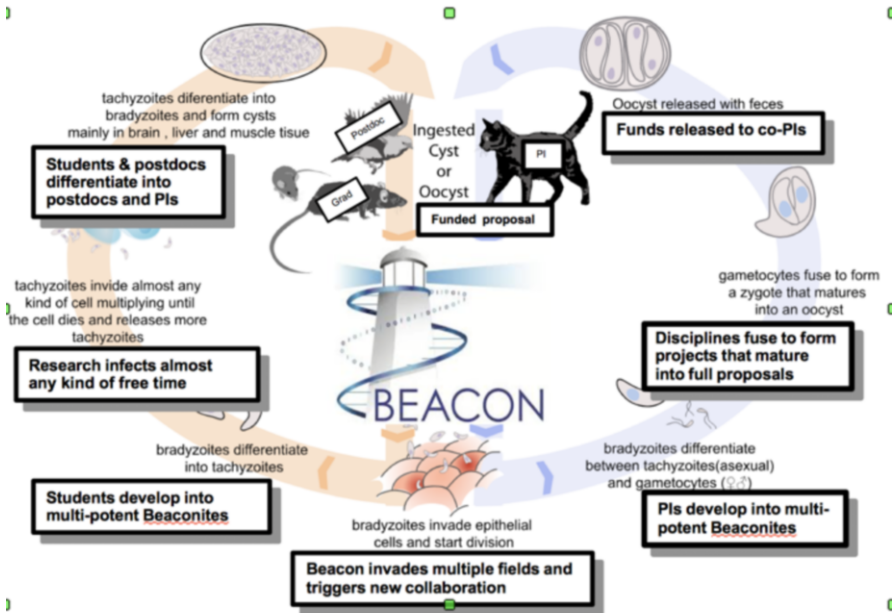 tachyzoites diferentiate into
bradyzoites and form cysts
mainly in brain , liver and muscle tissue
Students & postdocs
differentiate into
postdocs and PIs
Postdoc
Grad
Ingested
Cyst
or
Oocyst
Funded proposal
PI
Oocyst released with feces
Funds released to co-PIs
tachyzoites invide almost any
kind of cell multiplying until
the cell dies and releases more
tachyzoites
Research infects almost
any kind of free time
gametocytes fuse to form
a zygote that matures
into an oocyst
Disciplines fuse to form
projects that mature
into full proposals
BEACON
bradyzoites differentiate
into tachyzoites
Students develop into
multi-potent Beaconites
bradyzoites differentiate
between tachyzoites(asexual)
and gametocytes (♀♂)
PIs develop into multi-
potent Beaconites
bradyzoites invade epithelial
cells and start division
Beacon invades multiple fields and
triggers new collaboration